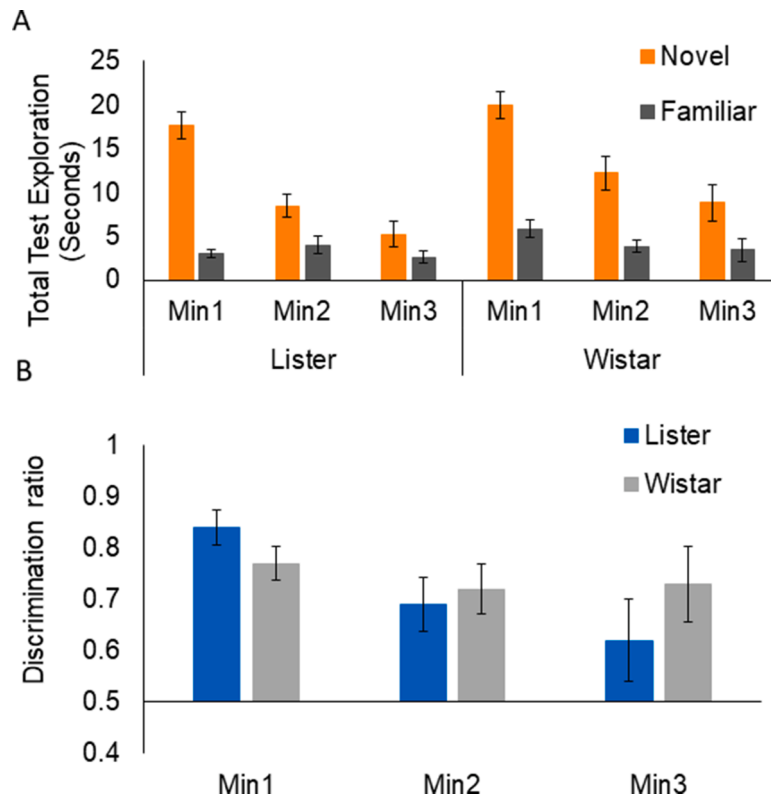 A
Total Test Exploration
(Seconds)
25
20
15
10
5
0
Novel
Familiar
Min1 Min2 Min3 Min1 Min2 Min3
Lister Wistar
B
Discrimination ratio
1
0.9
0.8
0.7
0.6
0.5
0.4
Lister
Wistar
Min1 Min2 Min3